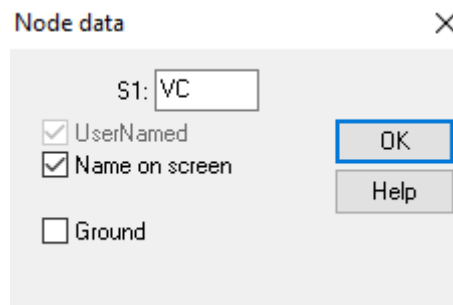 Node data
S1: VC
UserNamed
OK
Name on screen
Help
Ground